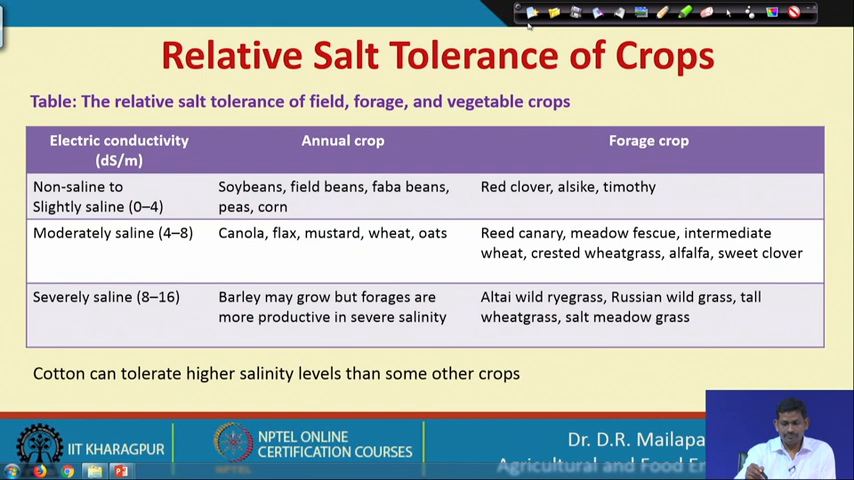 Relative Salt Tolerance of Crops
Table: The relative salt tolerance of field, forage, and vegetable crops
Electric conductivity (dS/m)
Annual crop
Forage crop
Non-saline to Slightly saline (0–4)
Soybeans, field beans, faba beans, peas, corn
Red clover, alsike, timothy
Moderately saline (4–8)
Canola, flax, mustard, wheat, oats
Reed canary, meadow fescue, intermediate wheat, crested wheatgrass, alfalfa, sweet clover
Severely saline (8–16)
Barley may grow but forages are more productive in severe salinity
Altai wild ryegrass, Russian wild grass, tall wheatgrass, salt meadow grass
Cotton can tolerate higher salinity levels than some other crops
IIT KHARAGPUR
NPTEL ONLINE
CERTIFICATION COURSES
Dr. D.R. Mailapa
Agricultural and Food En